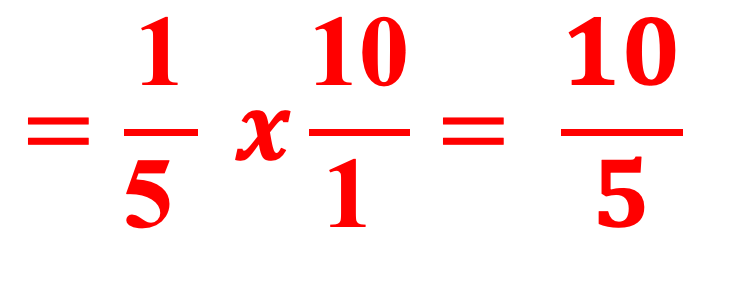 = 1/5 x 10/1 = 10/5